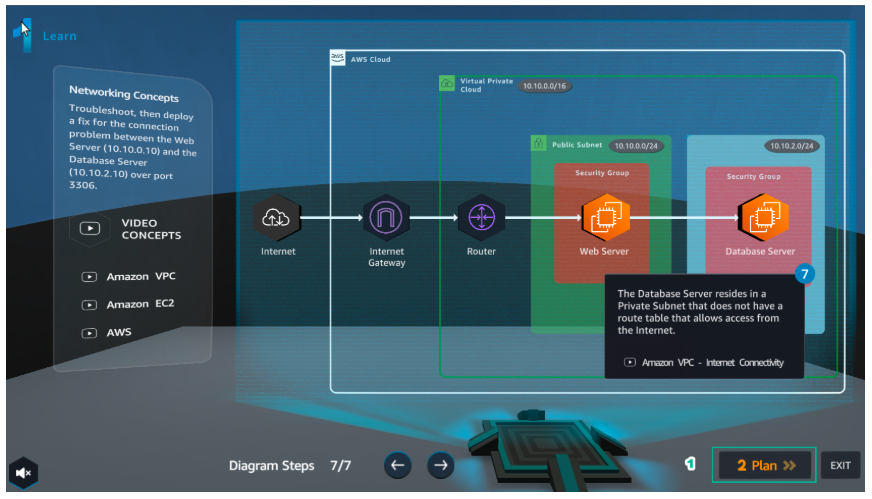 Learn
Networking Concepts
Troubleshoot, then deploy
a fix for the connection
problem between the Web
Server (10.10.0.10) and the
Database Server
(10.10.2.10) over port
3306.
VIDEO
CONCEPTS
Amazon VPC
Amazon EC2
AWS
aws
AWS Cloud
Virtual Private
Cloud
10.10.0.0/16
Public Subnet
10.10.0.0/24
10.10.2.0/24
Security Group
Security Group
Internet
Internet
Gateway
Router
Web Server
Database Server
7
The Database Server resides in a
Private Subnet that does not have a
route table that allows access from
the Internet.
Amazon VPC - Internet Connectivity
Diagram Steps 7/7
1
2 Plan
EXIT